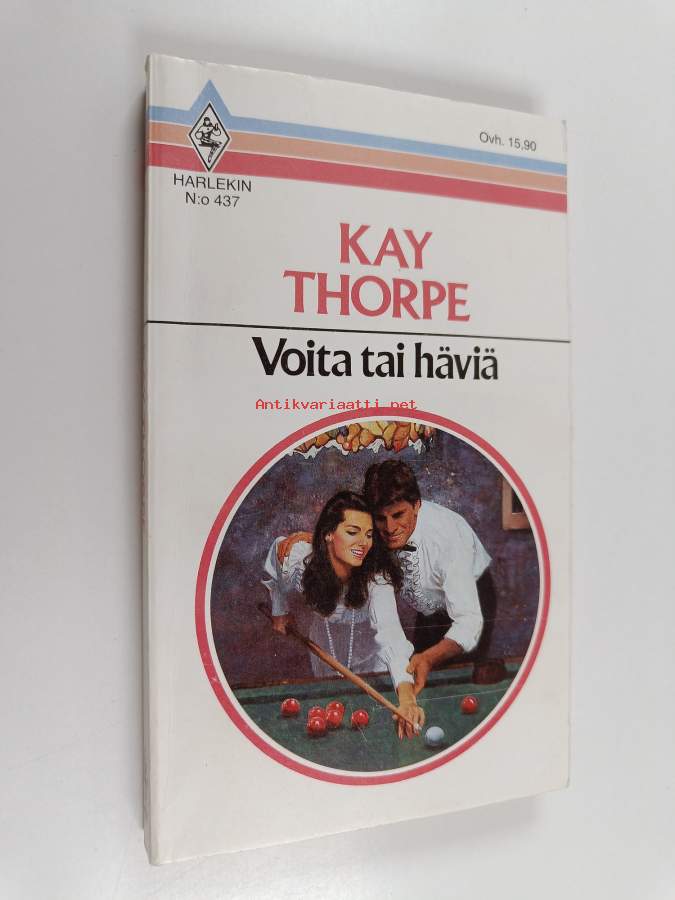 Ovh. 15,90
HARLEKIN
N:o 437
KAY
THORPE
Voita tai häviä
Antikvariaatti.net